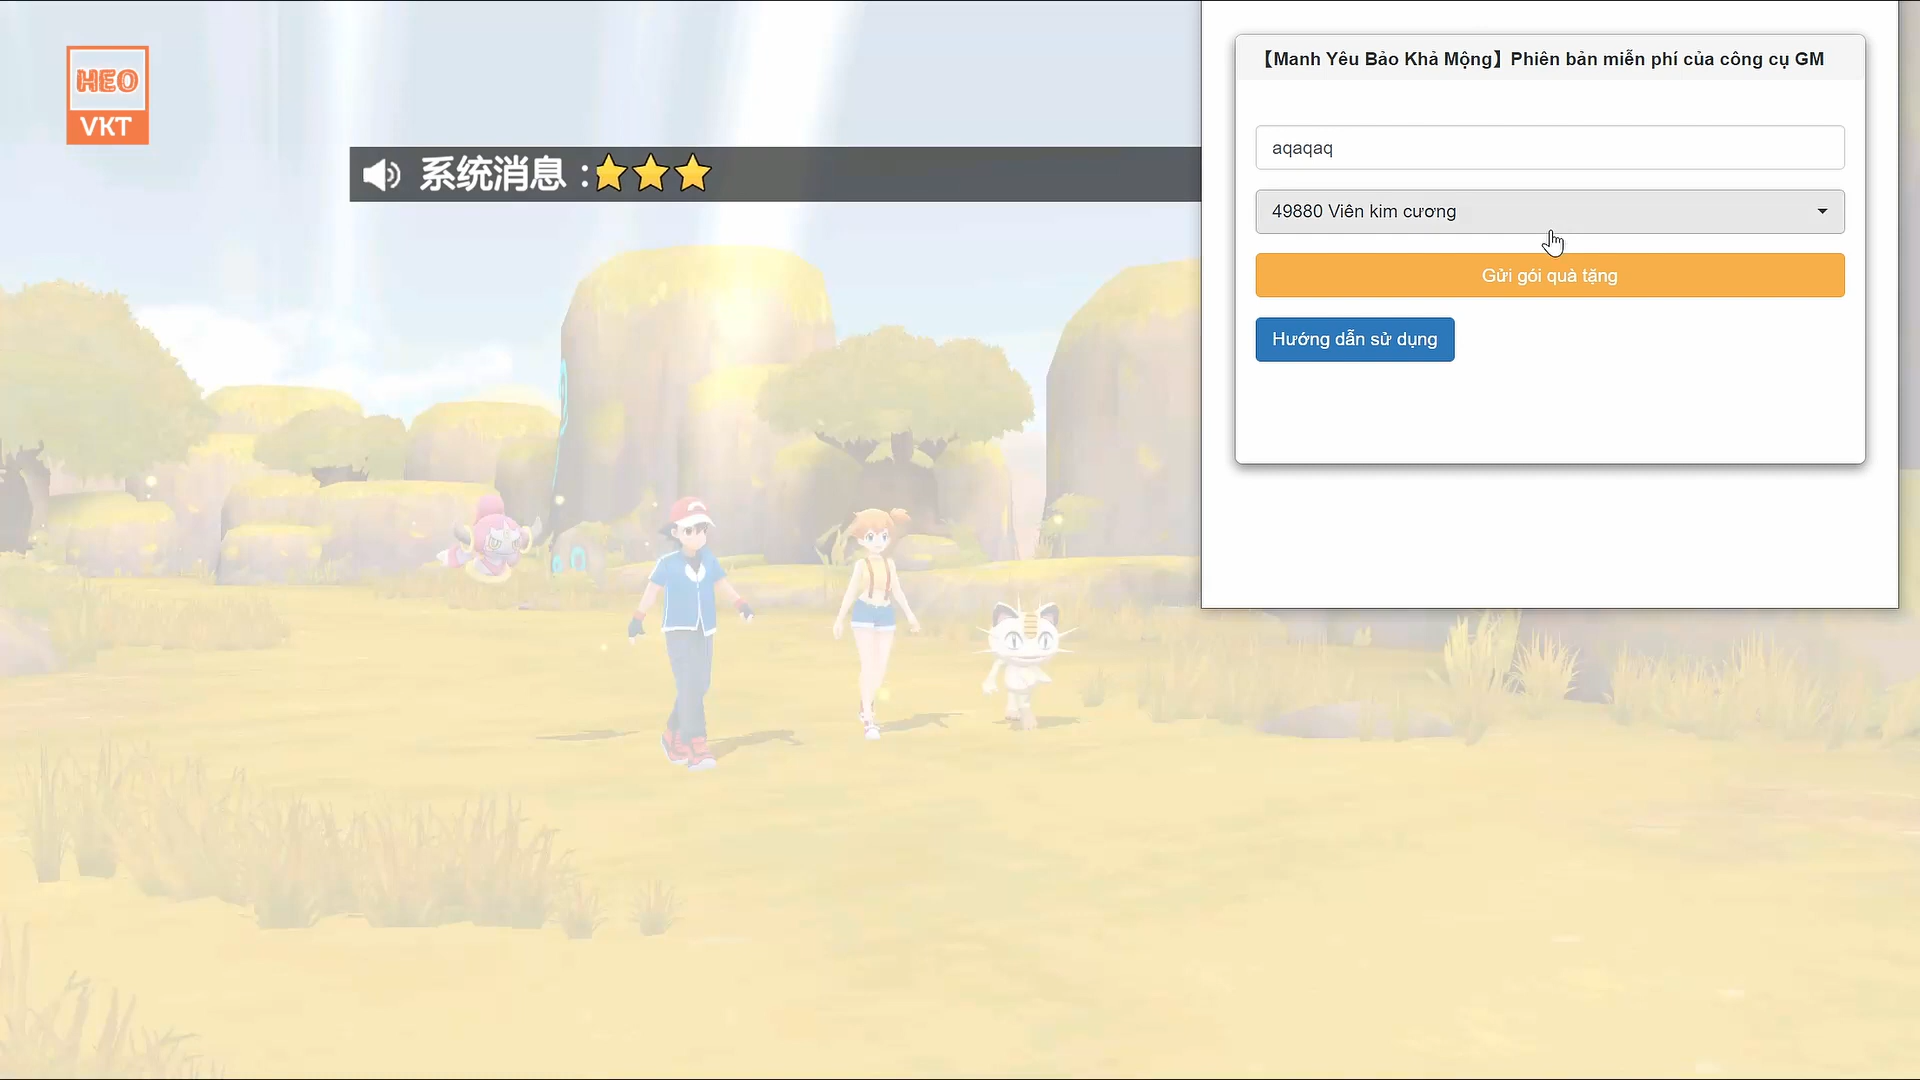 HEO
VKT
系统消息 :⭐⭐⭐
【Manh Yêu Bảo Khả Mộng】Phiên bản miễn phí của công cụ GM
aqaqaq
49880 Viên kim cương
Gửi gói quà tặng
Hướng dẫn sử dụng